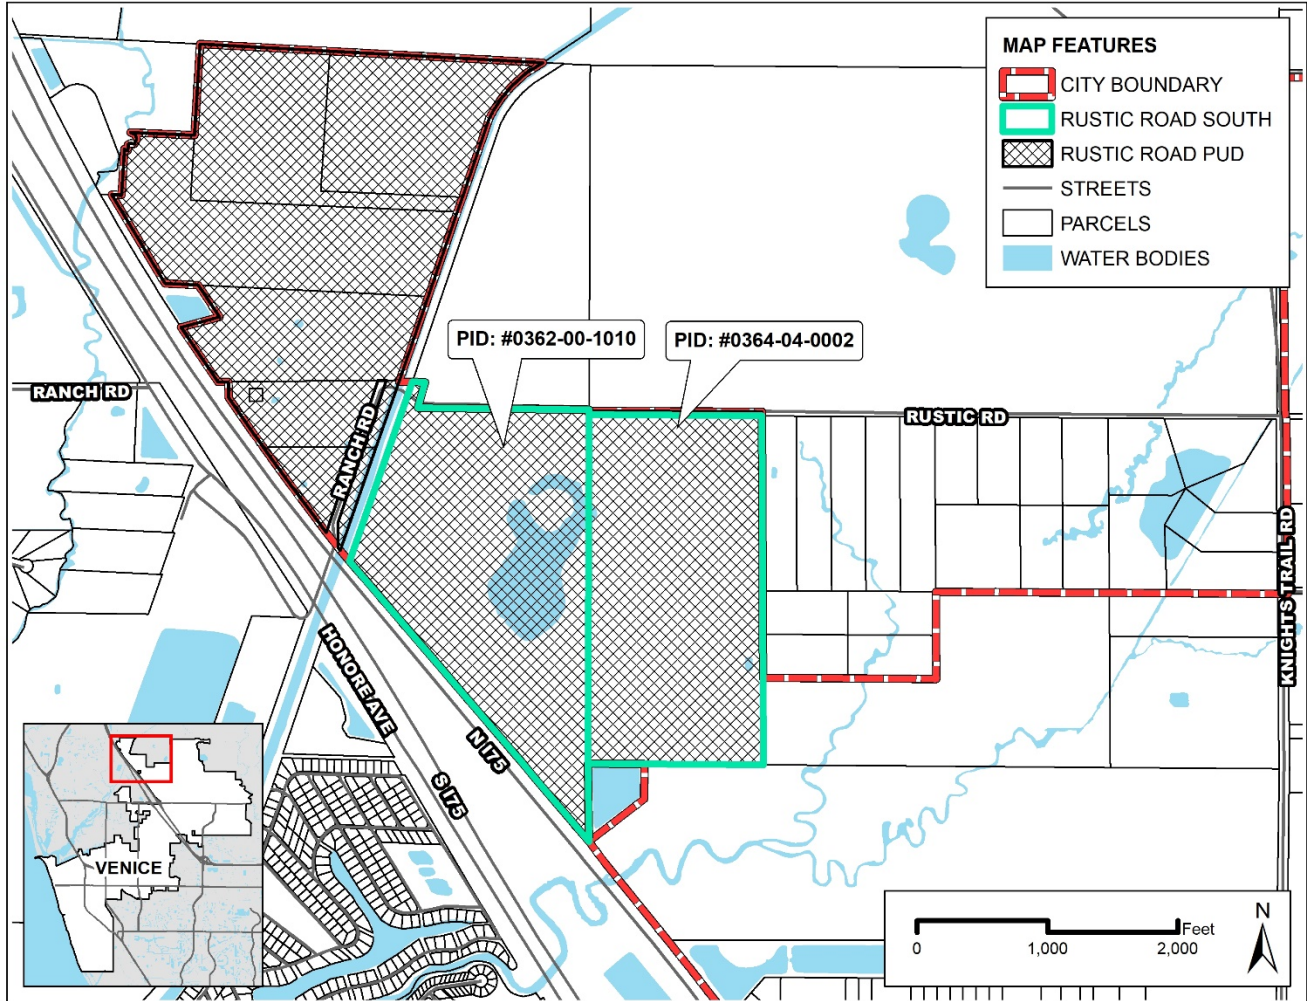 MAP FEATURES
CITY BOUNDARY
RUSTIC ROAD SOUTH
RUSTIC ROAD PUD
STREETS
PARCELS
WATER BODIES
PID: #0362-00-1010
PID: #0364-04-0002
RANCH RD
RUSTIC RD
RANCH RD
KNIGHTS TRAIL RD
HONORE AVE
N I75
S I75
VENICE
Feet
0
1,000
2,000
N